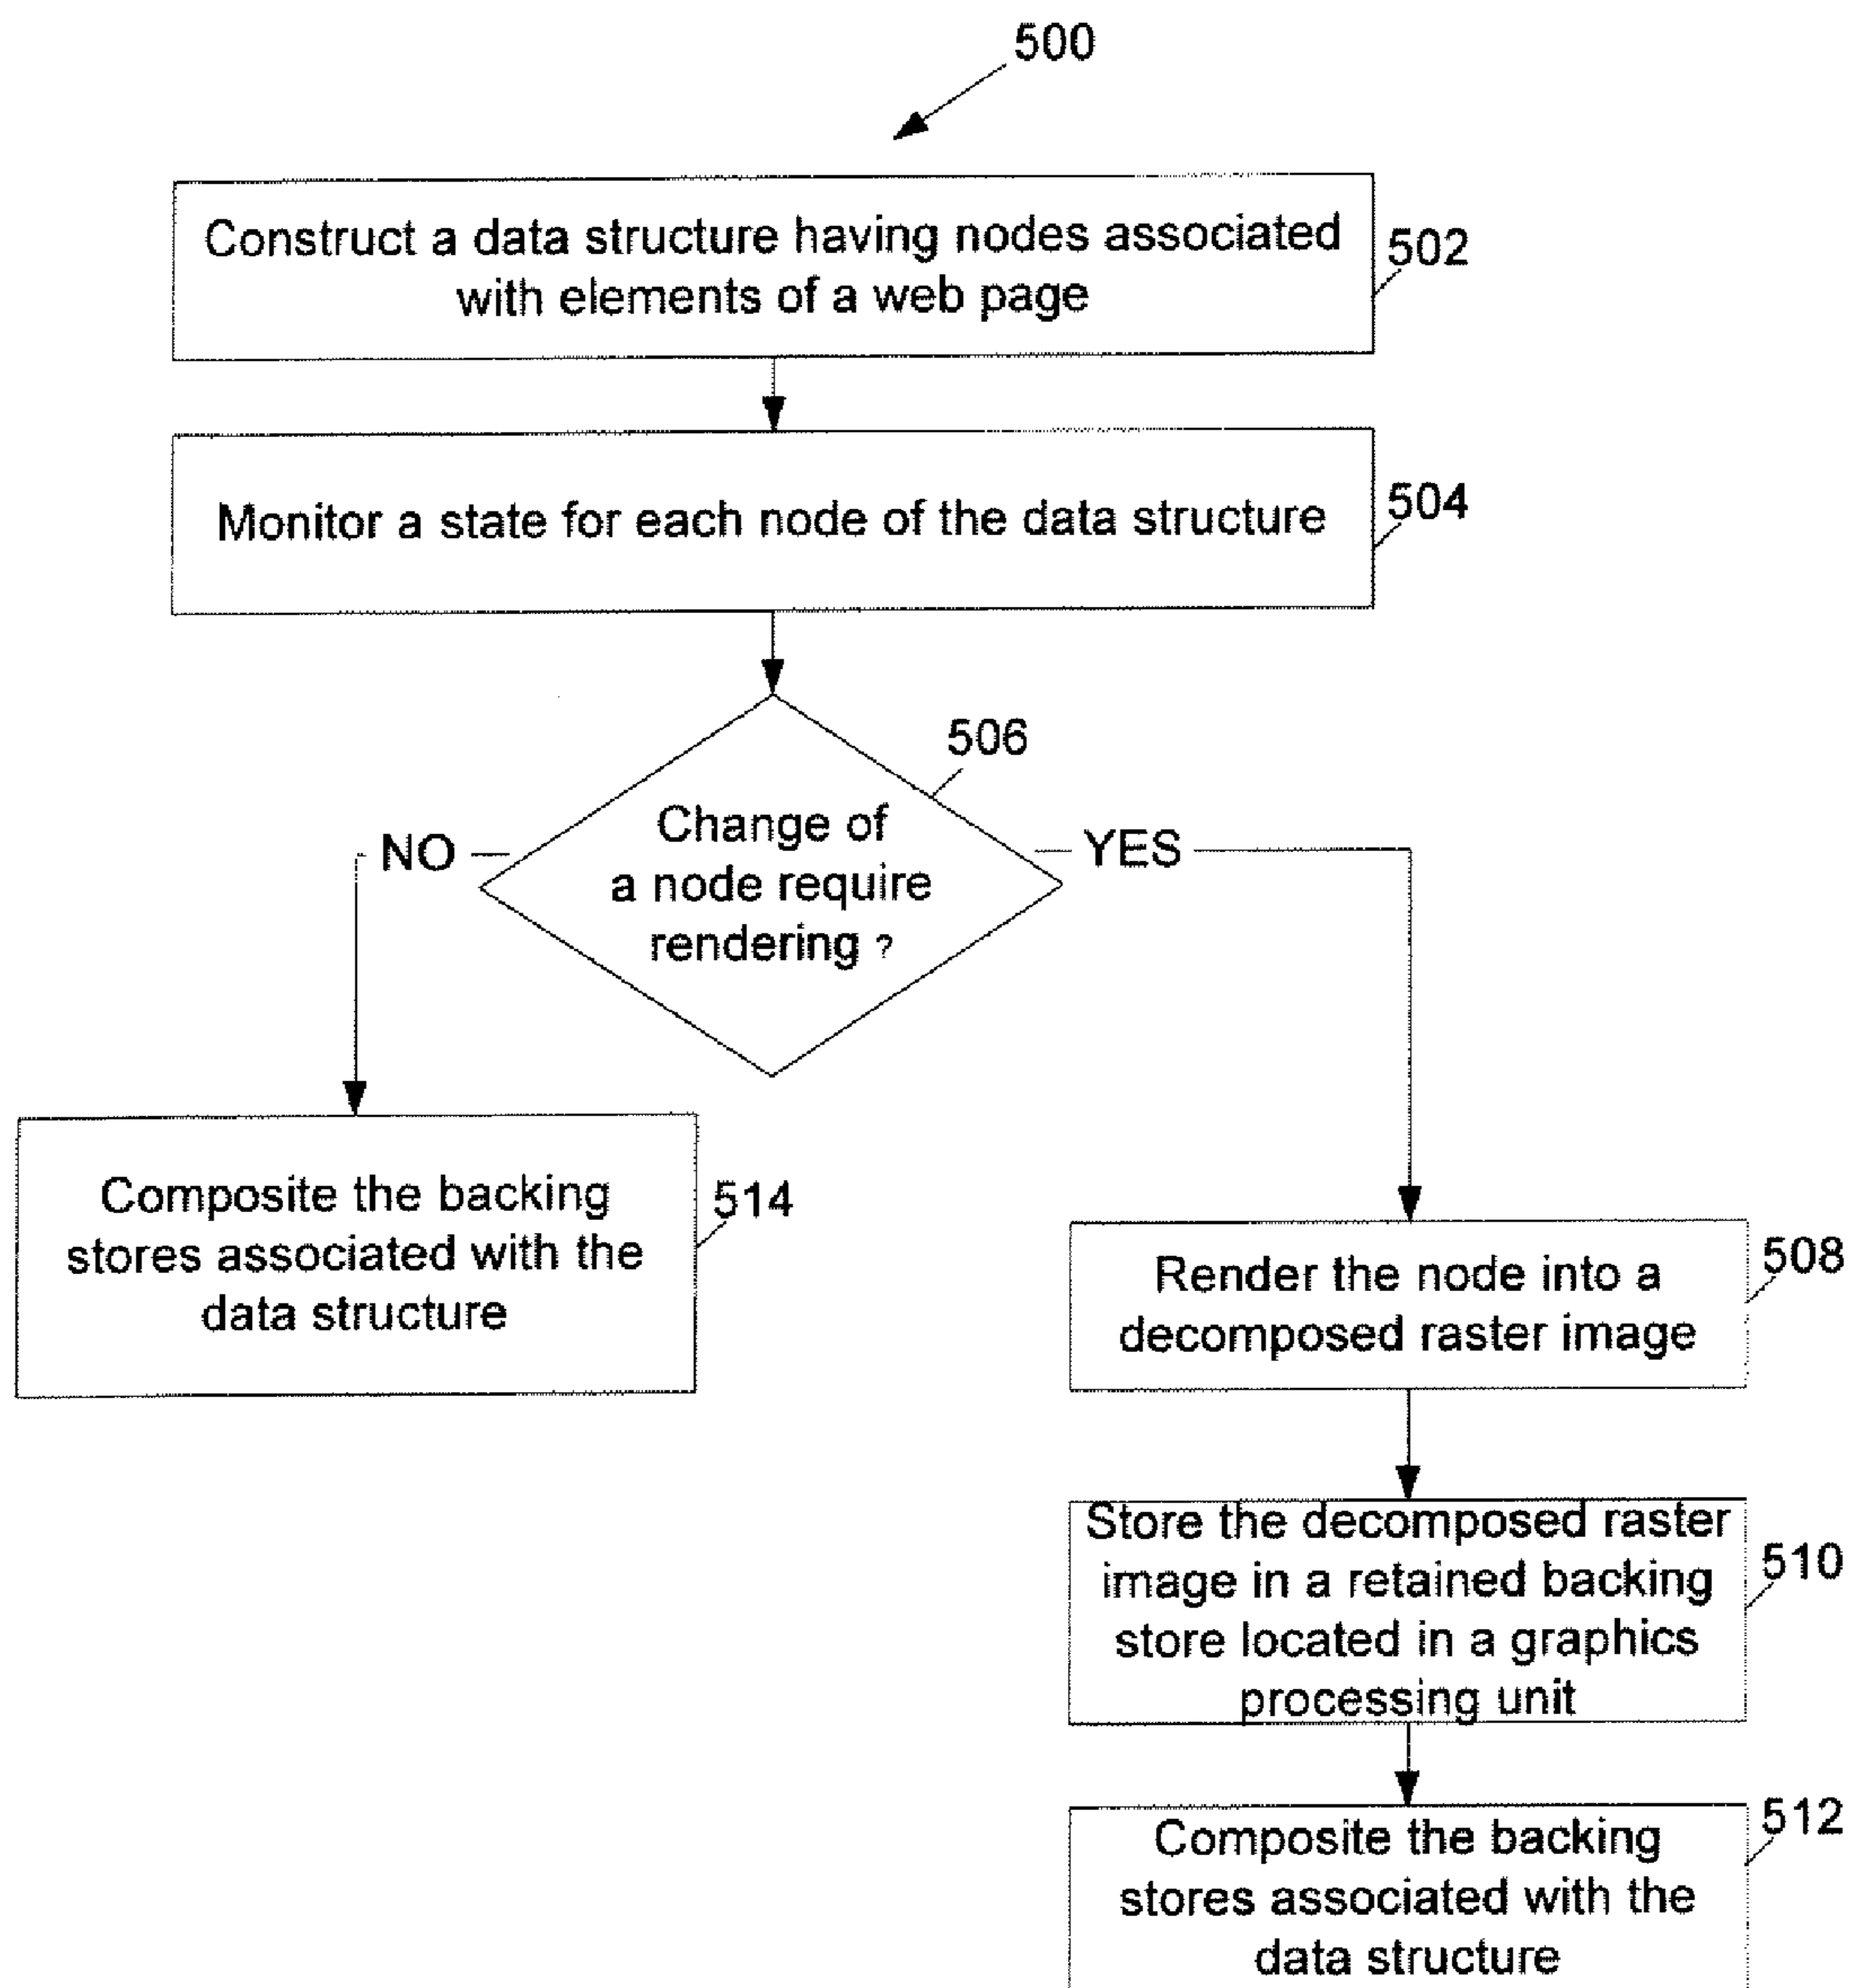 500
Construct a data structure having nodes associated
with elements of a web page
502
Monitor a state for each node of the data structure
504
506
Change of
a node require
rendering ?
NO
YES
Composite the backing
stores associated with the
data structure
514
Render the node into a
decomposed raster image
508
Store the decomposed raster
image in a retained backing
store located in a graphics
processing unit
510
Composite the backing
stores associated with the
data structure
512